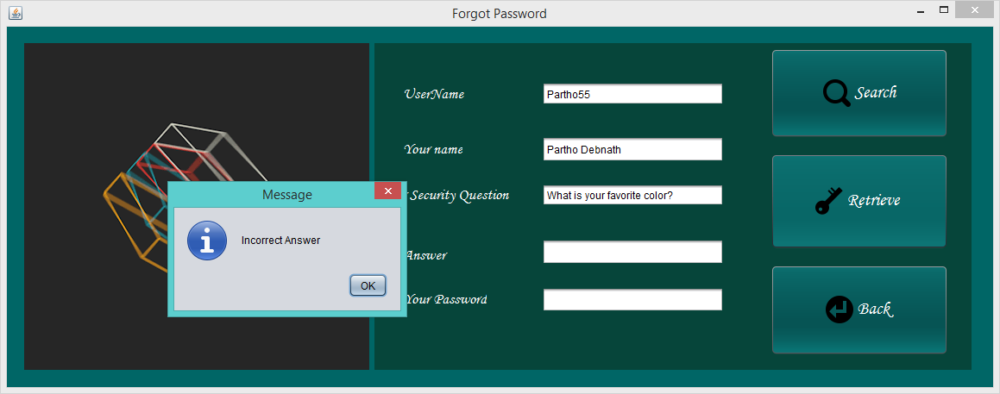 Forgot Password
UserName
Partho55
Search
Your name
Partho Debnath
Security Question
What is your favorite color?
Retrieve
Message
Incorrect Answer
OK
Answer
Your Password
Back